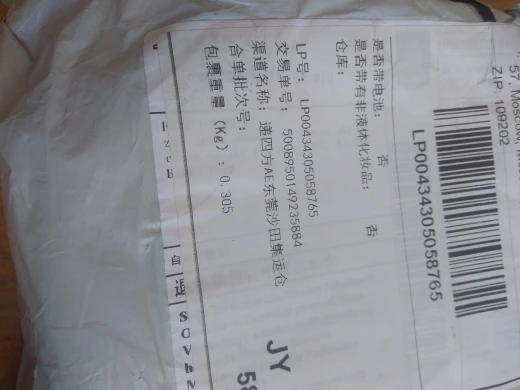 57, Moscow,
ZIP: 109202
LP00434305058765
是否带电池: 否
是否带有非液体化妆品: 否
仓库:
LP号: LP00434305058765
交易单号: 5008950149235884
渠道名称: 递四方AE东莞沙田集运仓
合单批次号:
包裹重量 (Kg): 0.305
JY